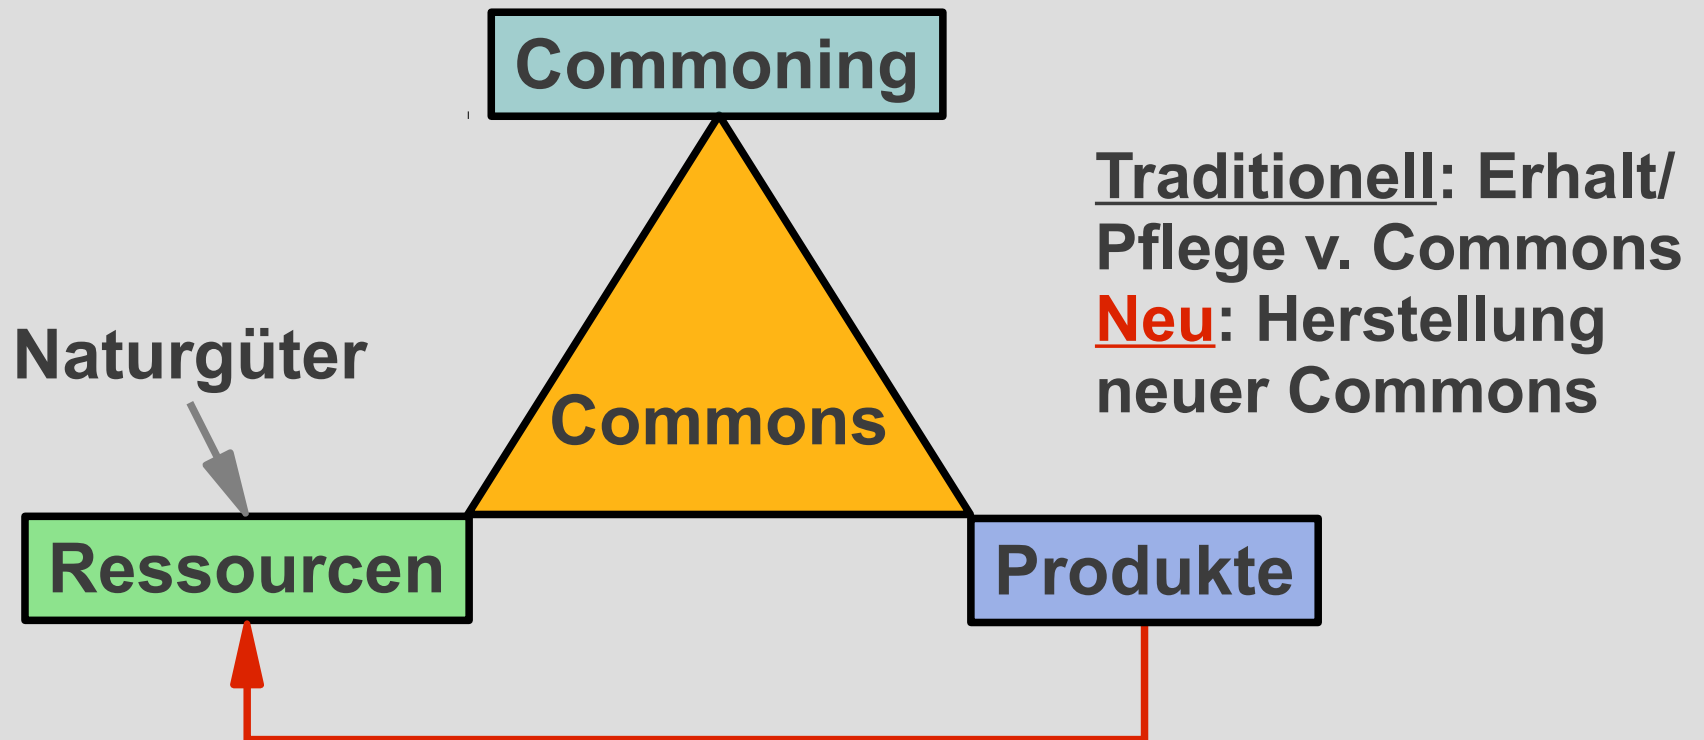 Commoning
Traditionell: Erhalt/
Pflege v. Commons
Neu: Herstellung
neuer Commons
Naturgüter
Commons
Ressourcen
Produkte